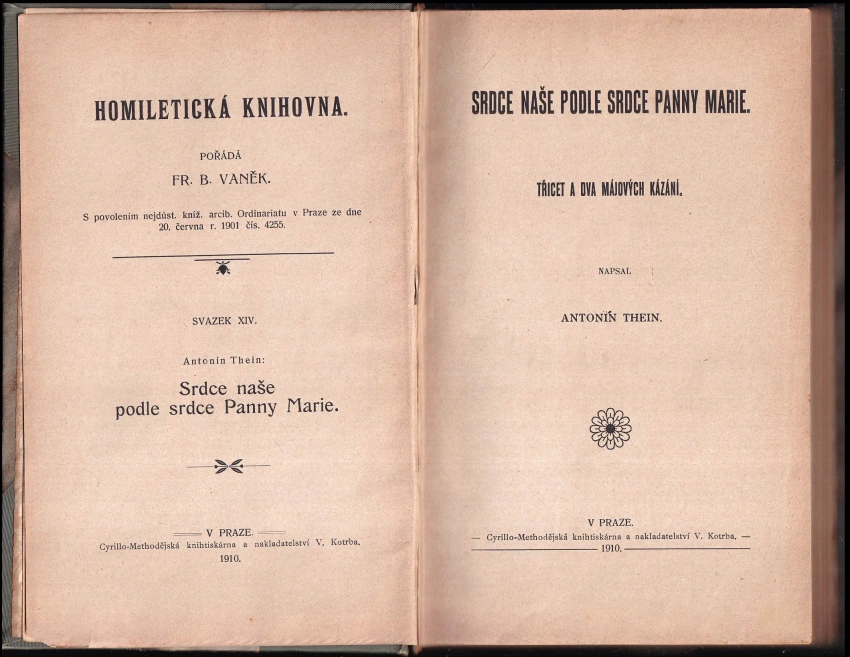 HOMILETICKÁ KNIHOVNA.
POŘÁDÁ
FR. B. VANĚK.
S povolením nejdůst. kníž. arcib. Ordinariatu v Praze ze dne
20. června r. 1901 čís. 4255.
SVAZEK XIV.
Antonín Thein:
Srdce naše
podle srdce Panny Marie.
V PRAZE.
Cyrillo-Methodějská knihtiskárna a nakladatelství V. Kotrba.
1910.
SRDCE NAŠE PODLE SRDCE PANNY MARIE.
TŘICET A DVA MÁJOVÝCH KÁZÁNÍ.
NAPSAL
ANTONÍN THEIN.
V PRAZE.
— Cyrillo-Methodějská knihtiskárna a nakladatelství V. Kotrba. —
1910.